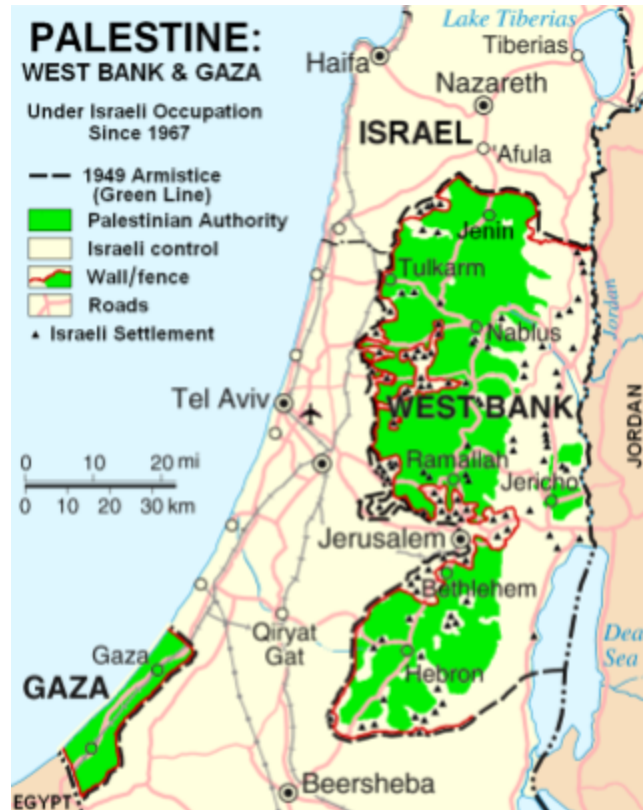 PALESTINE:
WEST BANK & GAZA
Under Israeli Occupation
Since 1967
1949 Armistice
(Green Line)
Palestinian Authority
Israeli control
Wall/fence
Roads
Israeli Settlement
Lake Tiberias
Tiberias
Haifa
Nazareth
ISRAEL
'Afula
Jenin
Tulkarm
Jordan
Nablus
Tel Aviv
WEST BANK
JORDAN
0 10 20 mi
0 10 20 30 km
Ramallah
Jericho
Jerusalem
Bethlehem
Qiryat
Gat
Dea
Sea
Gaza
GAZA
Hebron
Beersheba
EGYPT